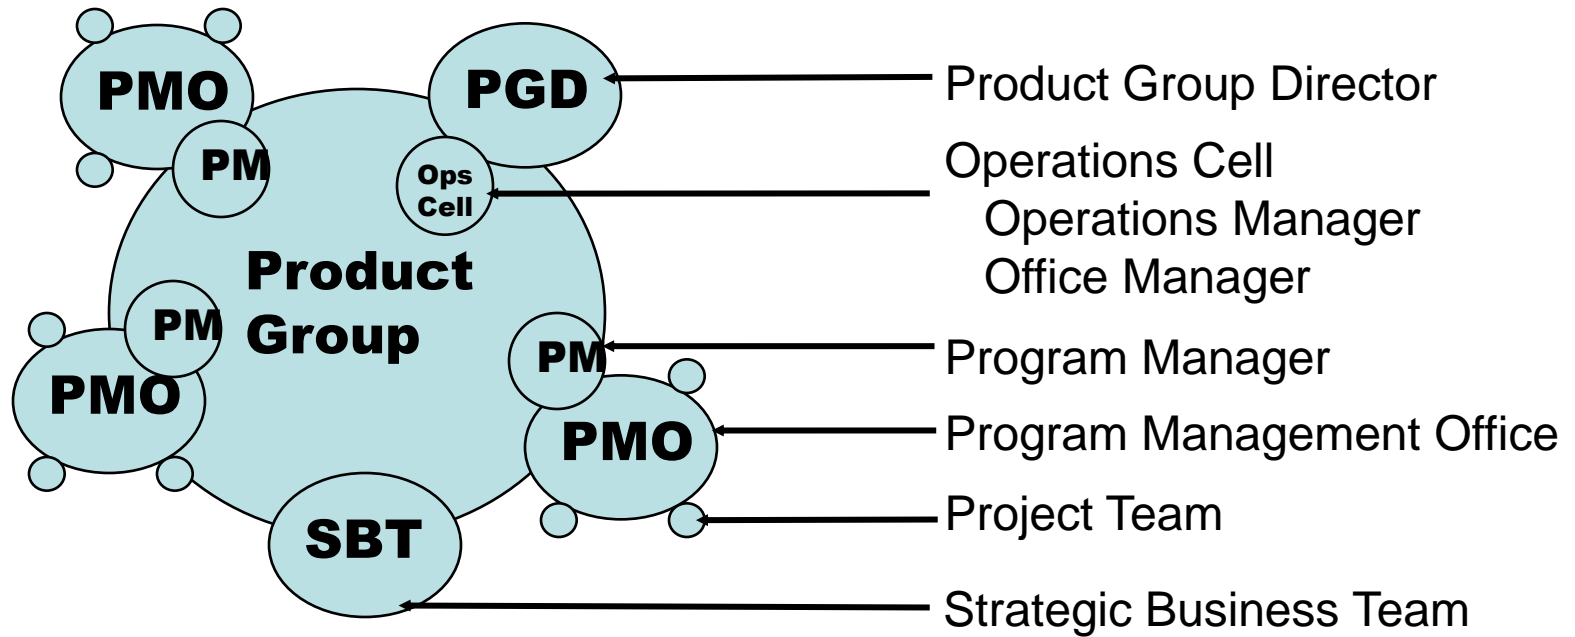 PMO
PGD
Product Group Director
PM
Ops
Cell
Operations Cell
Operations Manager
Office Manager
Product
Group
PM
PMO
PM
Program Manager
PMO
Program Management Office
Project Team
SBT
Strategic Business Team